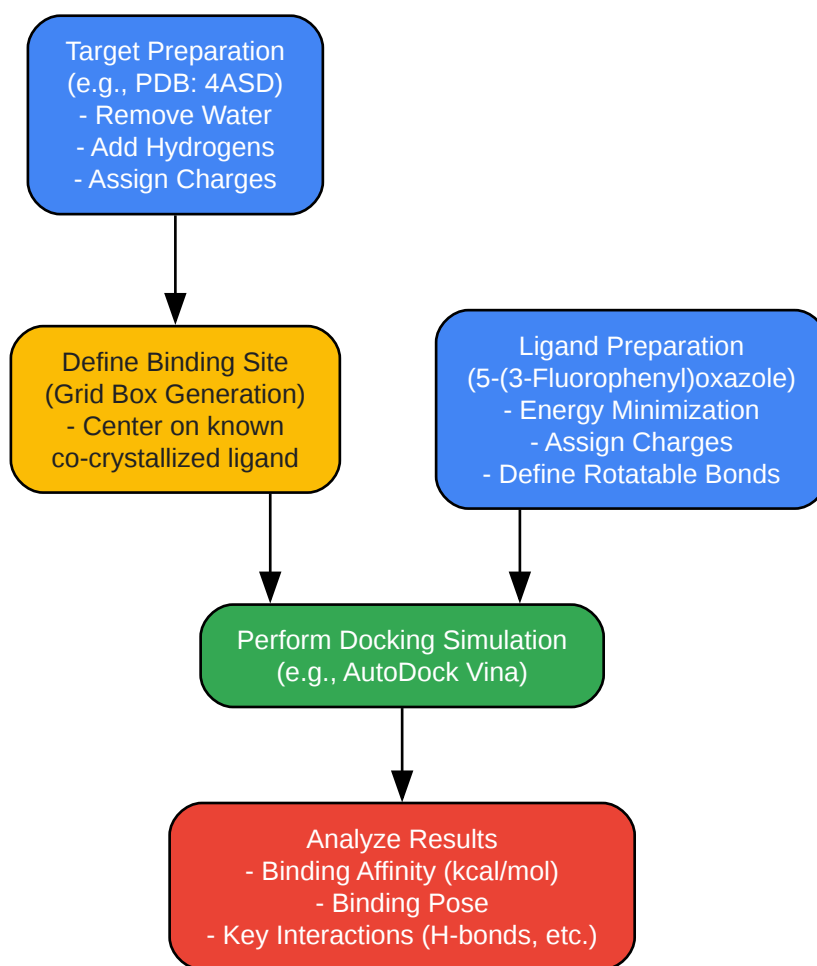 Target Preparation
(e.g., PDB: 4ASD)
- Remove Water
- Add Hydrogens
- Assign Charges
Define Binding Site
(Grid Box Generation)
- Center on known
co-crystallized ligand
Ligand Preparation
(5-(3-Fluorophenyl)oxazole)
- Energy Minimization
- Assign Charges
- Define Rotatable Bonds
Perform Docking Simulation
(e.g., AutoDock Vina)
Analyze Results
- Binding Affinity (kcal/mol)
- Binding Pose
- Key Interactions (H-bonds, etc.)